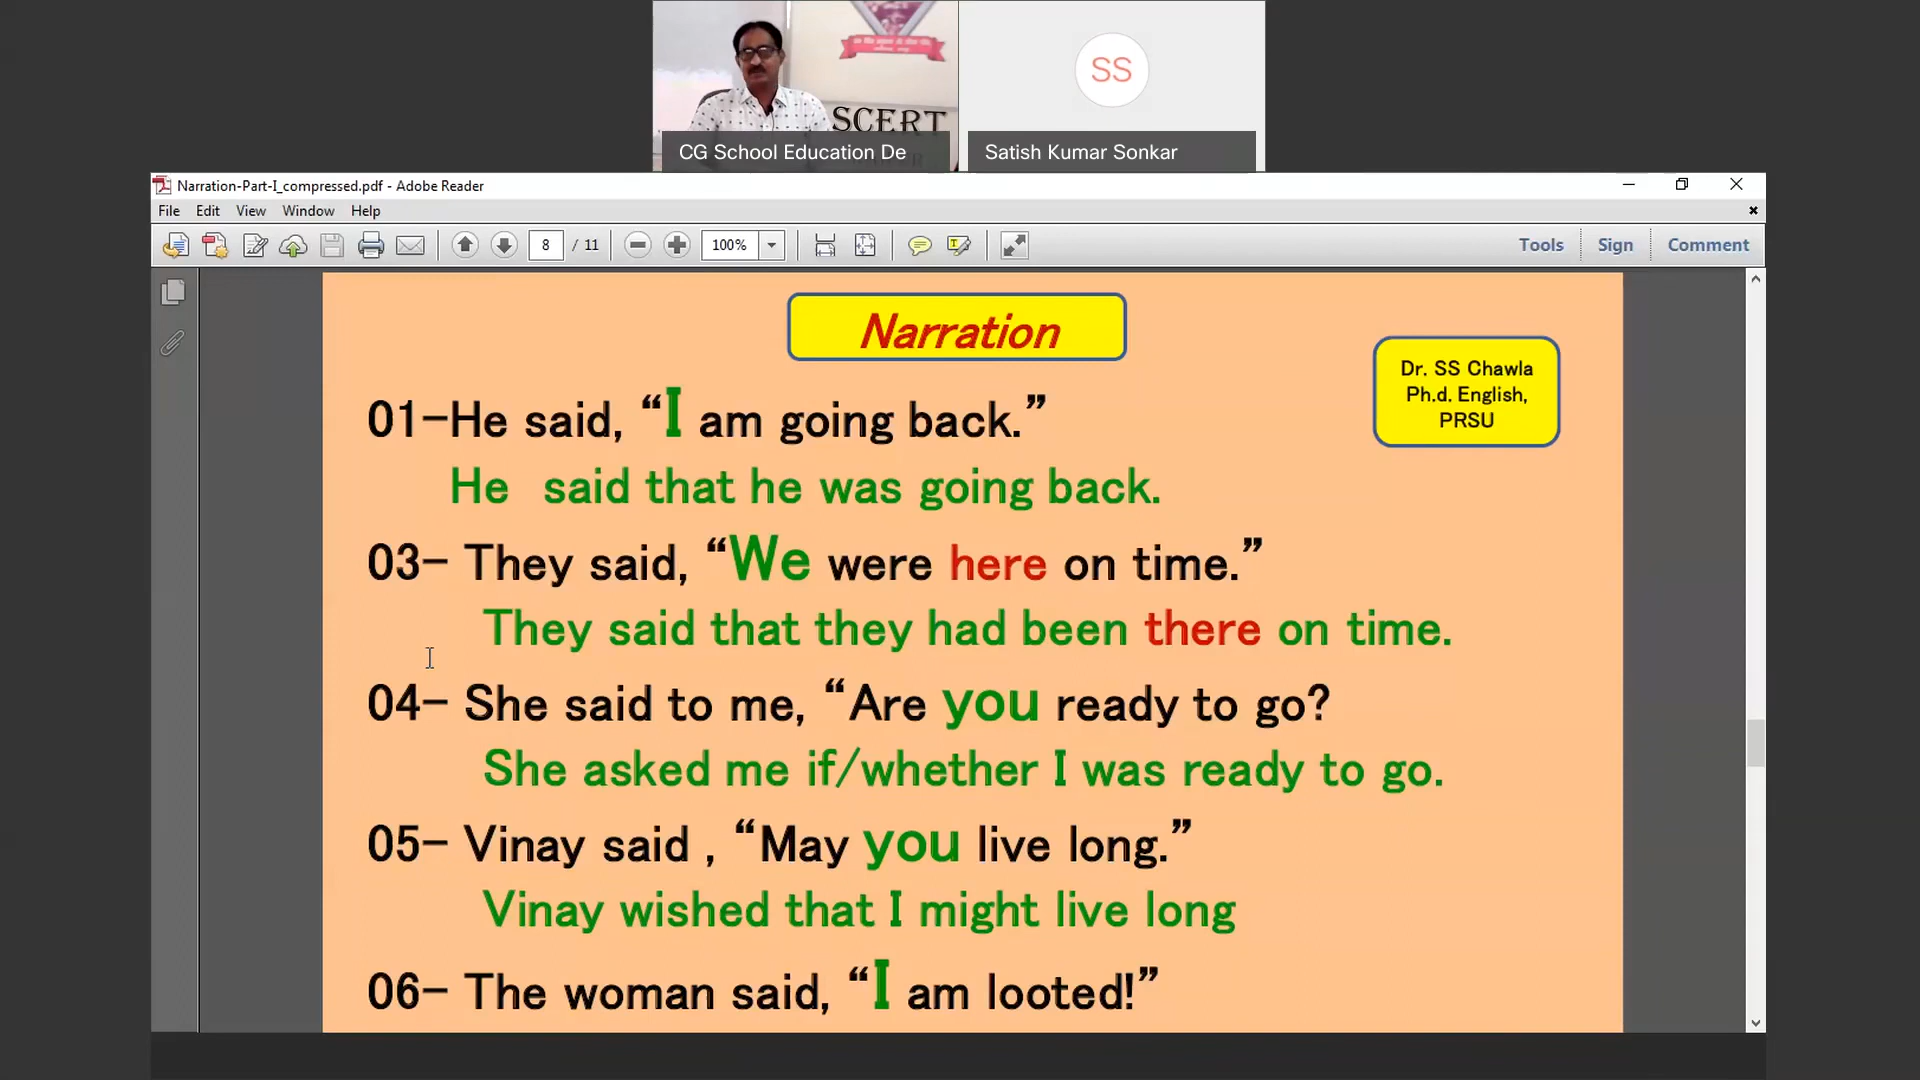 SCERT
SS
CG School Education De
Satish Kumar Sonkar
Narration-Part-I_compressed.pdf - Adobe Reader
File Edit View Window Help
8 / 11 100% Tools Sign Comment
Narration
Dr. SS Chawla
Ph.d. English,
PRSU
01-He said, “I am going back.”
He said that he was going back.
03- They said, “We were here on time.”
They said that they had been there on time.
04- She said to me, “Are you ready to go?
She asked me if/whether I was ready to go.
05- Vinay said , “May you live long.”
Vinay wished that I might live long
06- The woman said, “I am looted!”